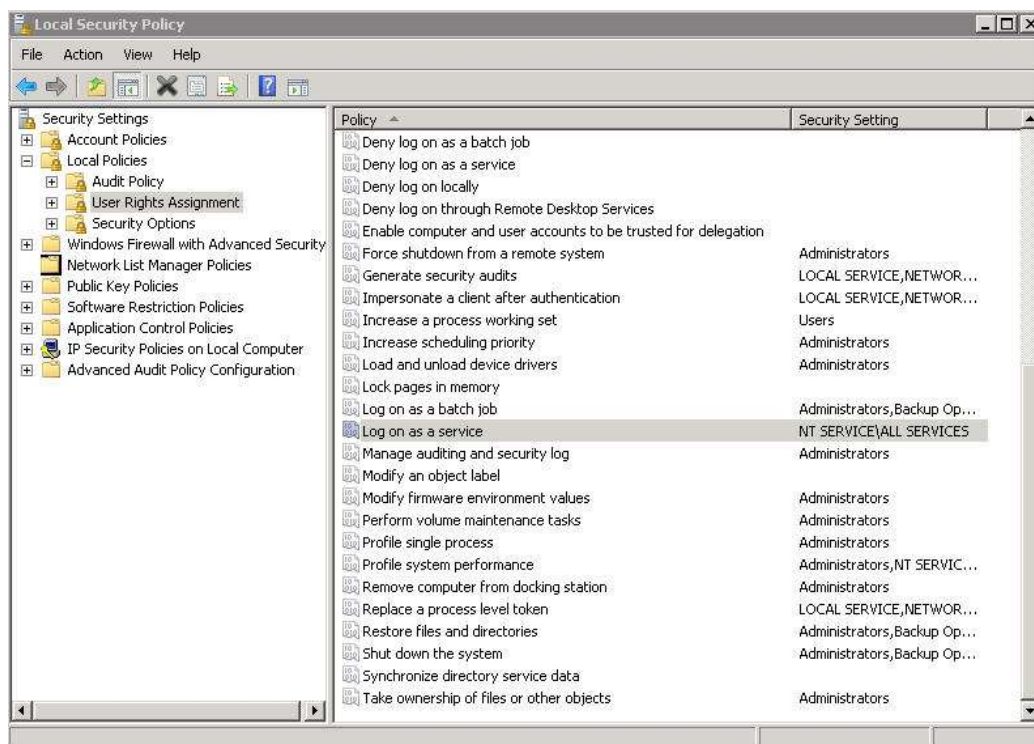 Local Security Policy
File Action View Help
Security Settings
Account Policies
Local Policies
Audit Policy
User Rights Assignment
Security Options
Windows Firewall with Advanced Security
Network List Manager Policies
Public Key Policies
Software Restriction Policies
Application Control Policies
IP Security Policies on Local Computer
Advanced Audit Policy Configuration
Policy Security Setting
Deny log on as a batch job
Deny log on as a service
Deny log on locally
Deny log on through Remote Desktop Services
Enable computer and user accounts to be trusted for delegation
Force shutdown from a remote system Administrators
Generate security audits LOCAL SERVICE,NETWOR...
Impersonate a client after authentication LOCAL SERVICE,NETWOR...
Increase a process working set Users
Increase scheduling priority Administrators
Load and unload device drivers Administrators
Lock pages in memory
Log on as a batch job Administrators,Backup Op...
Log on as a service NT SERVICE\ALL SERVICES
Manage auditing and security log Administrators
Modify an object label
Modify firmware environment values Administrators
Perform volume maintenance tasks Administrators
Profile single process Administrators
Profile system performance Administrators,NT SERVIC...
Remove computer from docking station Administrators
Replace a process level token LOCAL SERVICE,NETWOR...
Restore files and directories Administrators,Backup Op...
Shut down the system Administrators,Backup Op...
Synchronize directory service data
Take ownership of files or other objects Administrators